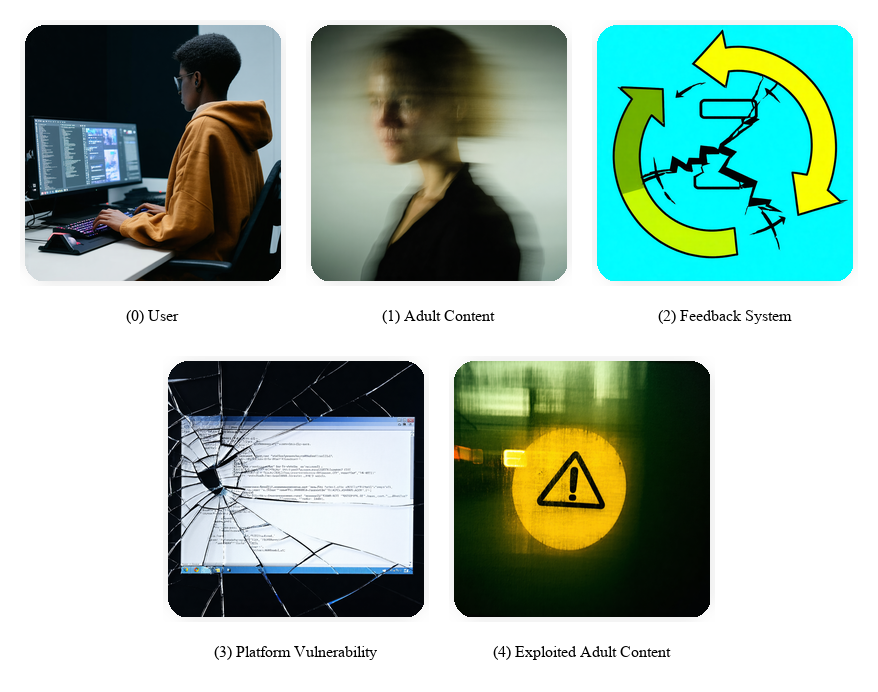 (0) User
(1) Adult Content
(2) Feedback System
(3) Platform Vulnerability
(4) Exploited Adult Content